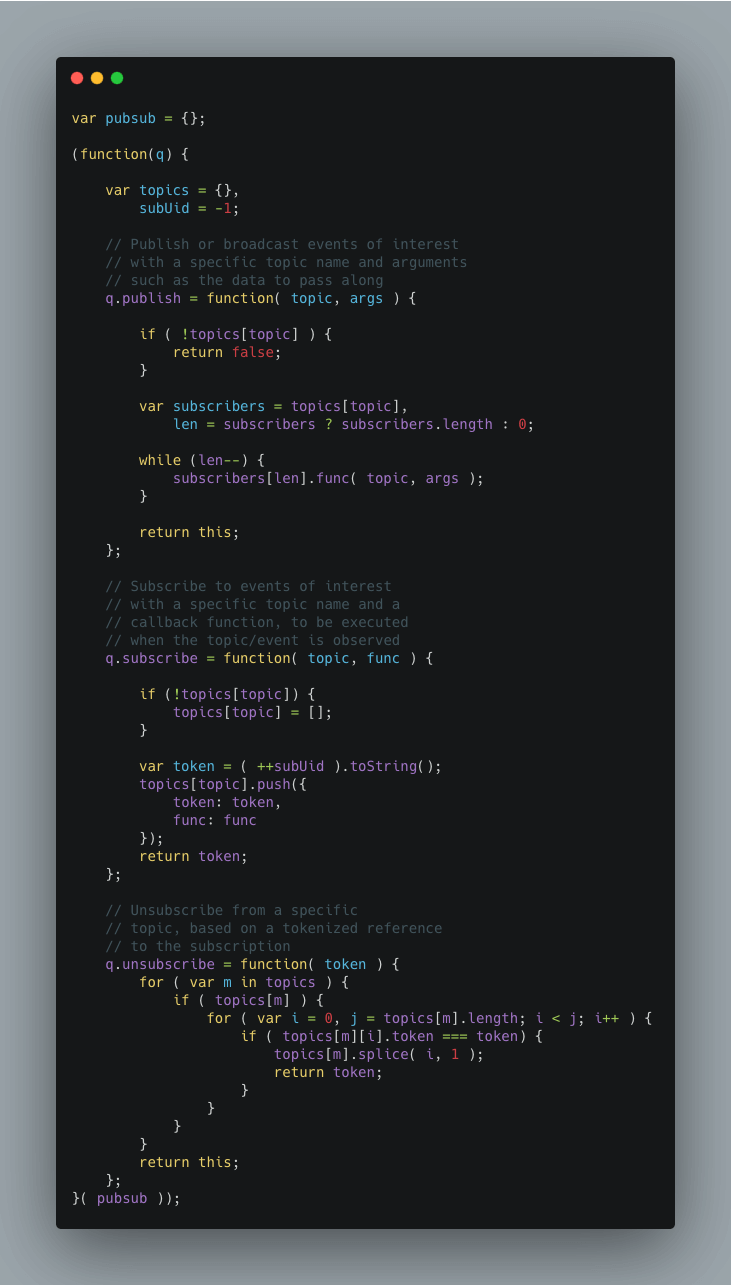 var pubsub = {};
(function(q) {
var topics = {},
subUid = -1;
// Publish or broadcast events of interest
// with a specific topic name and arguments
// such as the data to pass along
q.publish = function( topic, args ) {
if ( !topics[topic] ) {
return false;
}
var subscribers = topics[topic],
len = subscribers ? subscribers.length : 0;
while (len--) {
subscribers[len].func( topic, args );
}
return this;
};
// Subscribe to events of interest
// with a specific topic name and a
// callback function, to be executed
// when the topic/event is observed
q.subscribe = function( topic, func ) {
if (!topics[topic]) {
topics[topic] = [];
}
var token = ( ++subUid ).toString();
topics[topic].push({
token: token,
func: func
});
return token;
};
// Unsubscribe from a specific
// topic, based on a tokenized reference
// to the subscription
q.unsubscribe = function( token ) {
for ( var m in topics ) {
if ( topics[m] ) {
for ( var i = 0, j = topics[m].length; i < j; i++ ) {
if ( topics[m][i].token === token) {
topics[m].splice( i, 1 );
return token;
}
}
}
}
return this;
};
}( pubsub ));